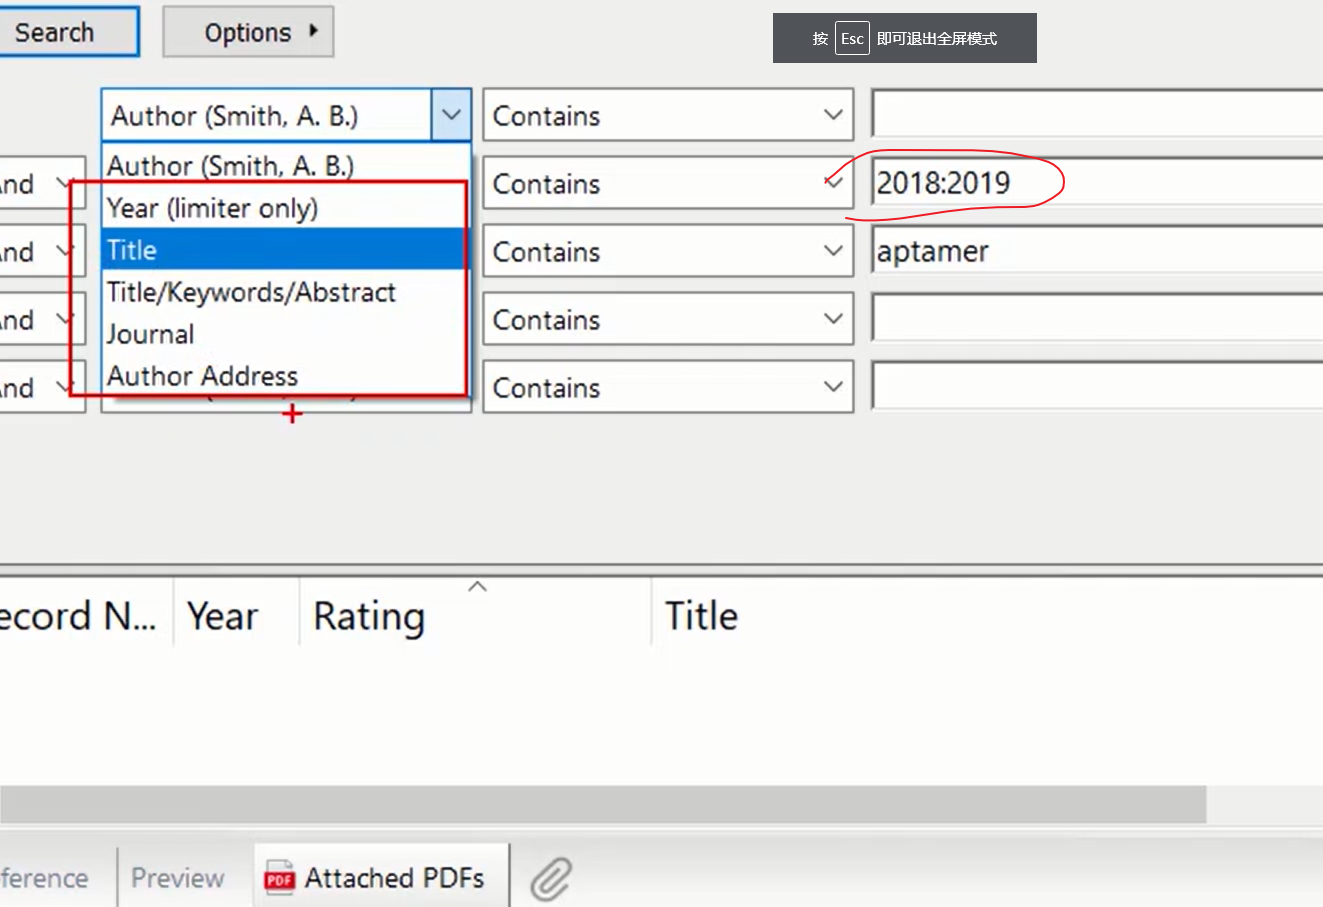 Search Options
按 Esc 即可退出全屏模式
Author (Smith, A. B.) Contains
Author (Smith, A. B.)
nd Contains 2018:2019
Year (limiter only)
nd Title Contains aptamer
Title/Keywords/Abstract
nd Contains
Journal
Author Address
nd Contains
ecord N... Year Rating Title
ference Preview PDF Attached PDFs